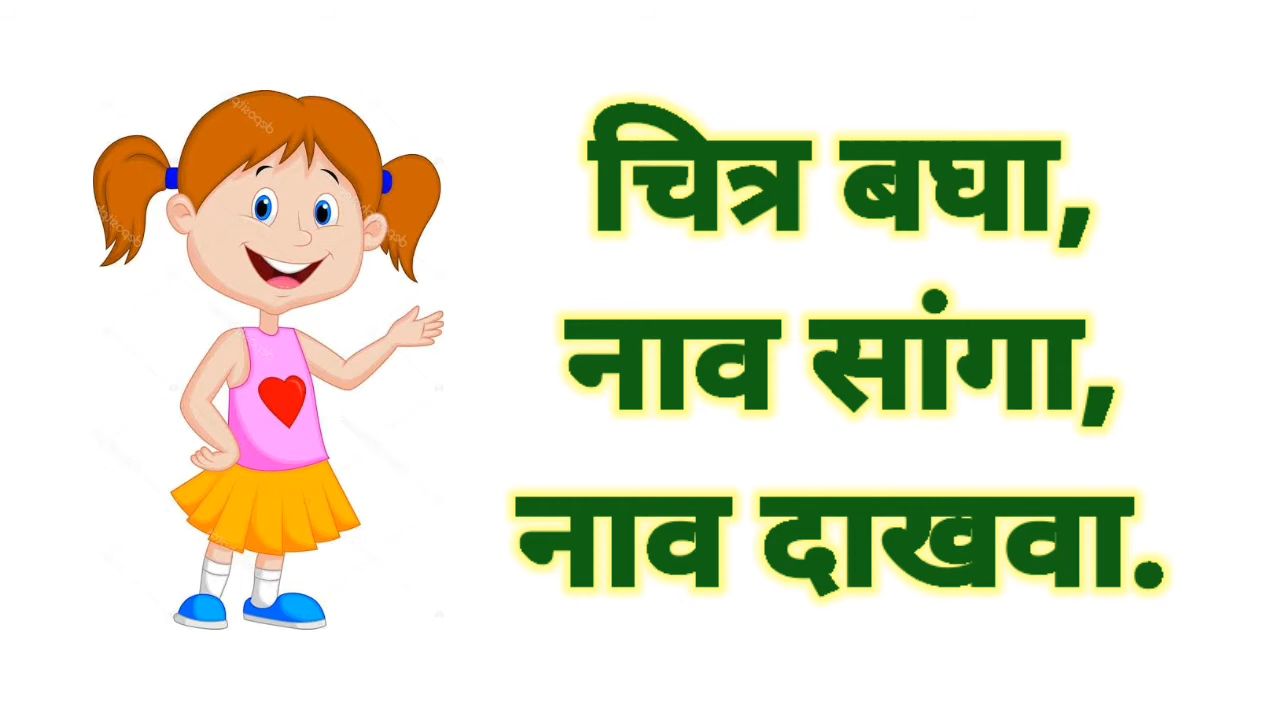 चित्र बघा,
नाव सांगा,
नाव दाखवा.